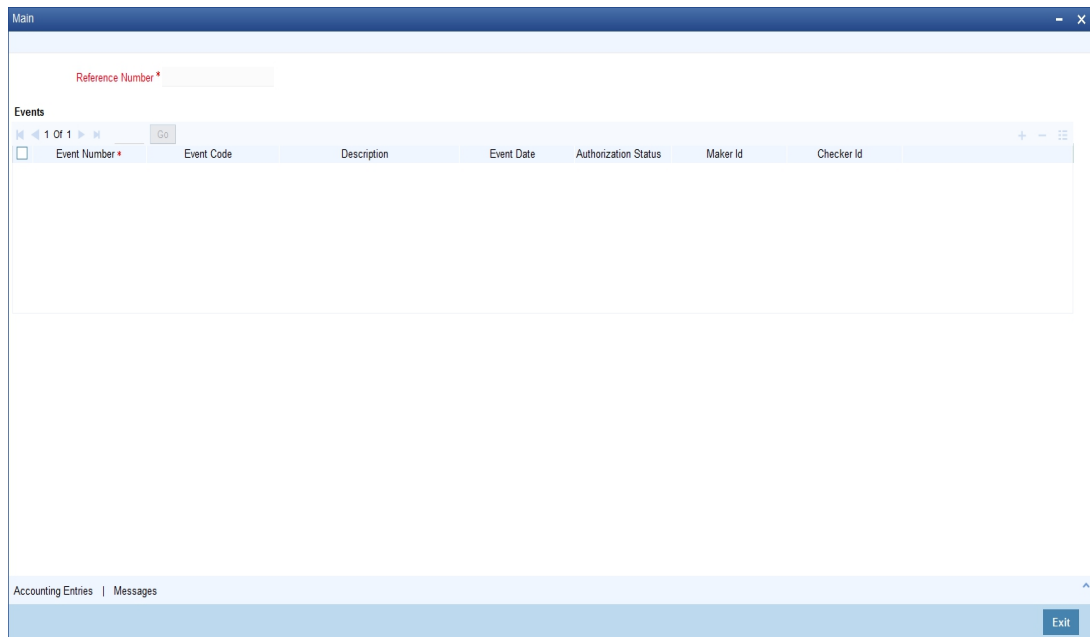 Main
Reference Number *
Events
1 Of 1 Go
Event Number * Event Code Description Event Date Authorization Status Maker Id Checker Id
Accounting Entries | Messages
Exit